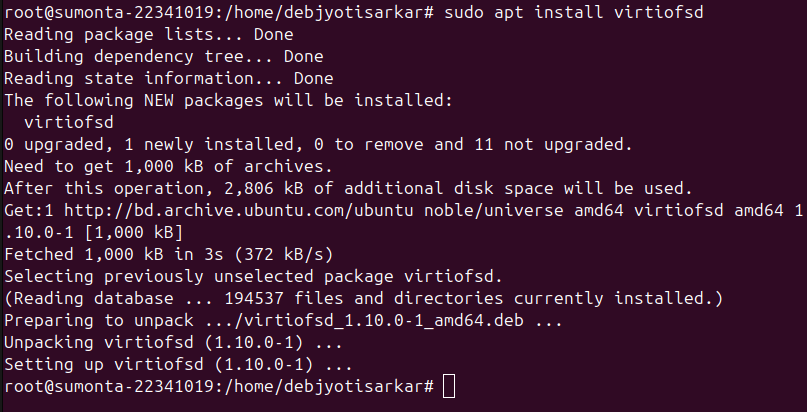 root@sumonta-22341019:/home/debjyotisarkar# sudo apt install virtiofsd
Reading package lists... Done
Building dependency tree... Done
Reading state information... Done
The following NEW packages will be installed:
  virtiofsd
0 upgraded, 1 newly installed, 0 to remove and 11 not upgraded.
Need to get 1,000 kB of archives.
After this operation, 2,806 kB of additional disk space will be used.
Get:1 http://bd.archive.ubuntu.com/ubuntu noble/universe amd64 virtiofsd amd64 1
.10.0-1 [1,000 kB]
Fetched 1,000 kB in 3s (372 kB/s)
Selecting previously unselected package virtiofsd.
(Reading database ... 194537 files and directories currently installed.)
Preparing to unpack .../virtiofsd_1.10.0-1_amd64.deb ...
Unpacking virtiofsd (1.10.0-1) ...
Setting up virtiofsd (1.10.0-1) ...
root@sumonta-22341019:/home/debjyotisarkar#